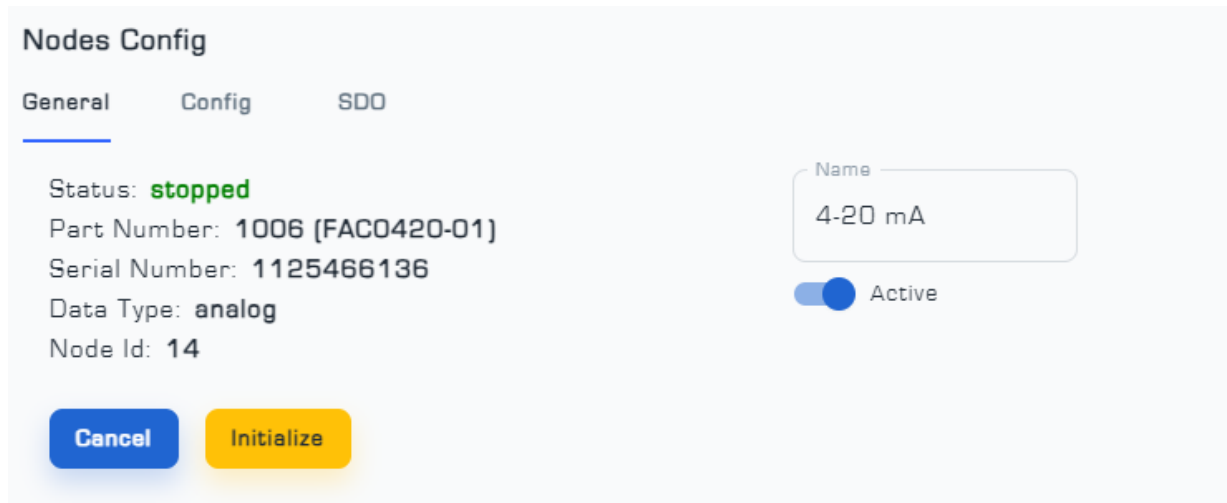 Nodes Config
General Config SDO
Status: stopped
Part Number: 1006 (FAC0420-01)
Serial Number: 1125466136
Data Type: analog
Node Id: 14
Name
4-20 mA
Active
Cancel Initialize